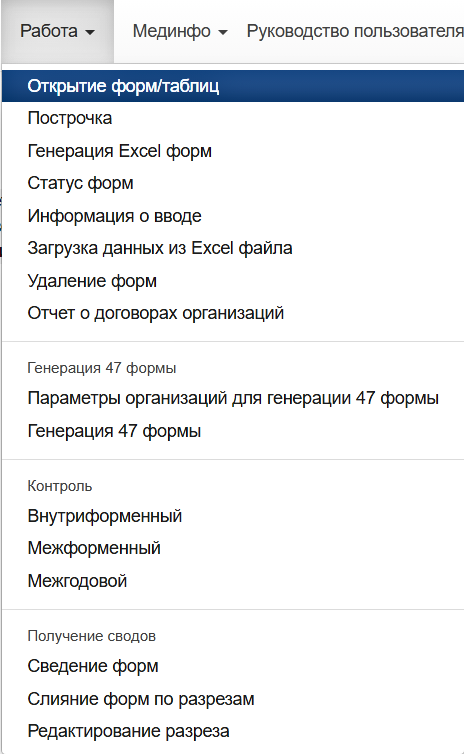 Работа Мединфо Руководство пользователя
Открытие форм/таблиц
Построчка
Генерация Excel форм
Статус форм
Информация о вводе
Загрузка данных из Excel файла
Удаление форм
Отчет о договорах организаций
Генерация 47 формы
Параметры организаций для генерации 47 формы
Генерация 47 формы
Контроль
Внутриформенный
Межформенный
Межгодовой
Получение сводов
Сведение форм
Слияние форм по разрезам
Редактирование разреза